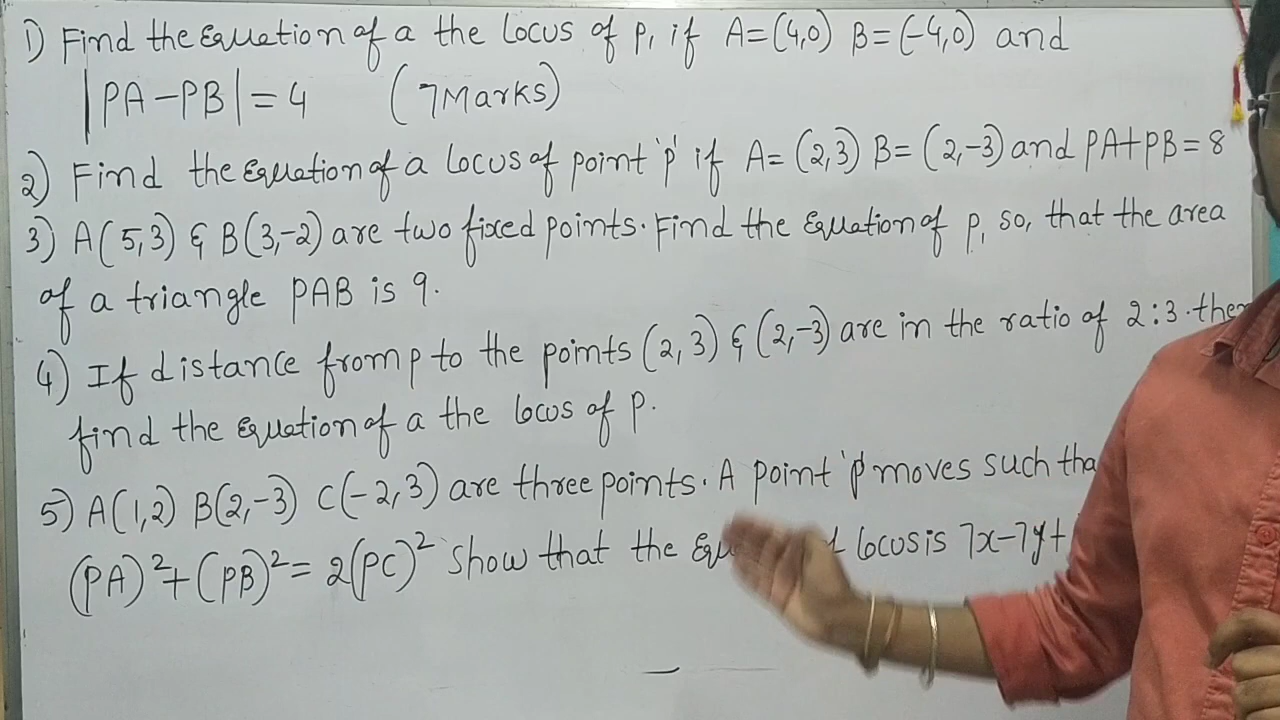 1) Find the Equation of a the locus of P, if A=(4,0) B=(-4,0) and
|PA-PB|=4 (7Marks)
2) Find the Equation of a locus of point 'p' if A=(2,3) B=(2,-3) and PA+PB=8
3) A(5,3) & B(3,-2) are two fixed points. Find the Equation of P, so, that the area
of a triangle PAB is 9.
4) If distance from p to the points (2,3) & (2,-3) are in the ratio of 2:3. then
find the Equation of a the locus of P.
5) A(1,2) B(2,-3) C(-2,3) are three points. A point 'p' moves such tha
(PA)²+(PB)²=2(PC)² show that the locus is 7x-7y+